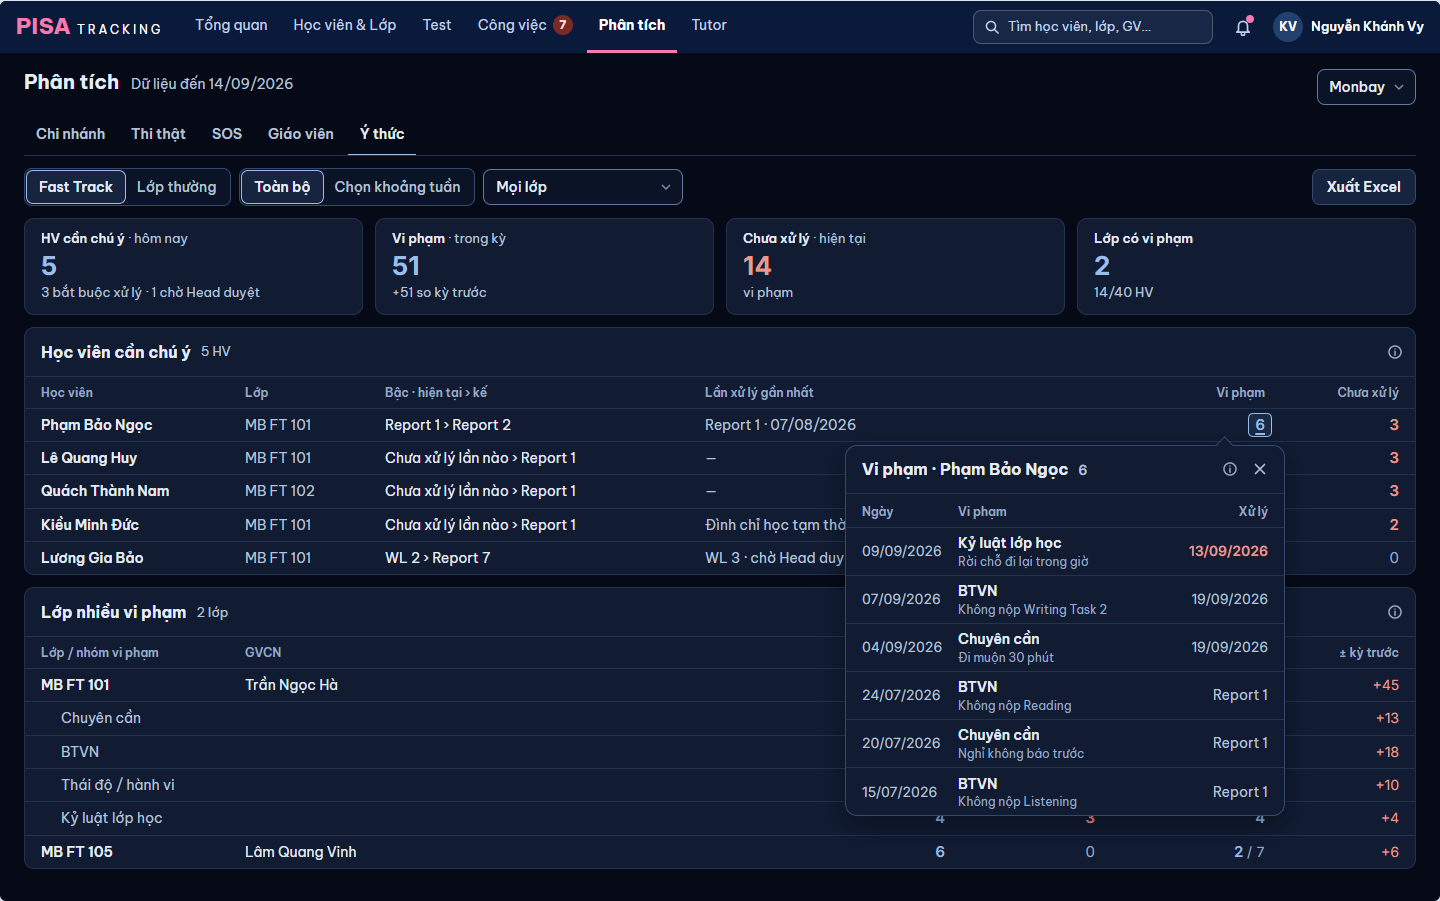 PISA TRACKING Tổng quan Học viên & Lớp Test Công việc 7 Phân tích Tutor Tìm học viên, lớp, GV... KV Nguyễn Khánh Vy
Phân tích Dữ liệu đến 14/09/2026 Monbay
Chi nhánh Thi thật SOS Giáo viên Ý thức
Fast Track Lớp thường Toàn bộ Chọn khoảng tuần Mọi lớp Xuất Excel
HV cần chú ý · hôm nay
5
3 bắt buộc xử lý · 1 chờ Head duyệt
Vi phạm · trong kỳ
51
+51 so kỳ trước
Chưa xử lý · hiện tại
14
vi phạm
Lớp có vi phạm
2
14/40 HV
Học viên cần chú ý 5 HV
Học viên Lớp Bậc · hiện tại › kế Lần xử lý gần nhất Vi phạm Chưa xử lý
Phạm Bảo Ngọc MB FT 101 Report 1 › Report 2 Report 1 · 07/08/2026 6 3
Lê Quang Huy MB FT 101 Chưa xử lý lần nào › Report 1 — 3
Quách Thành Nam MB FT 102 Chưa xử lý lần nào › Report 1 — 3
Kiều Minh Đức MB FT 101 Chưa xử lý lần nào › Report 1 Đình chỉ học tạm thờ 2
Lương Gia Bảo MB FT 101 WL 2 › Report 7 WL 3 · chờ Head duy 0
Vi phạm · Phạm Bảo Ngọc 6
Ngày Vi phạm Xử lý
09/09/2026 Kỷ luật lớp học 13/09/2026
Rời chỗ đi lại trong giờ
07/09/2026 BTVN 19/09/2026
Không nộp Writing Task 2
04/09/2026 Chuyên cần 19/09/2026
Đi muộn 30 phút
24/07/2026 BTVN Report 1
Không nộp Reading
20/07/2026 Chuyên cần Report 1
Nghỉ không báo trước
15/07/2026 BTVN Report 1
Không nộp Listening
Lớp nhiều vi phạm 2 lớp
Lớp / nhóm vi phạm GVCN ± kỳ trước
MB FT 101 Trần Ngọc Hà +45
Chuyên cần +13
BTVN +18
Thái độ / hành vi +10
Kỷ luật lớp học 4 3 4 +4
MB FT 105 Lâm Quang Vinh 6 0 2 / 7 +6